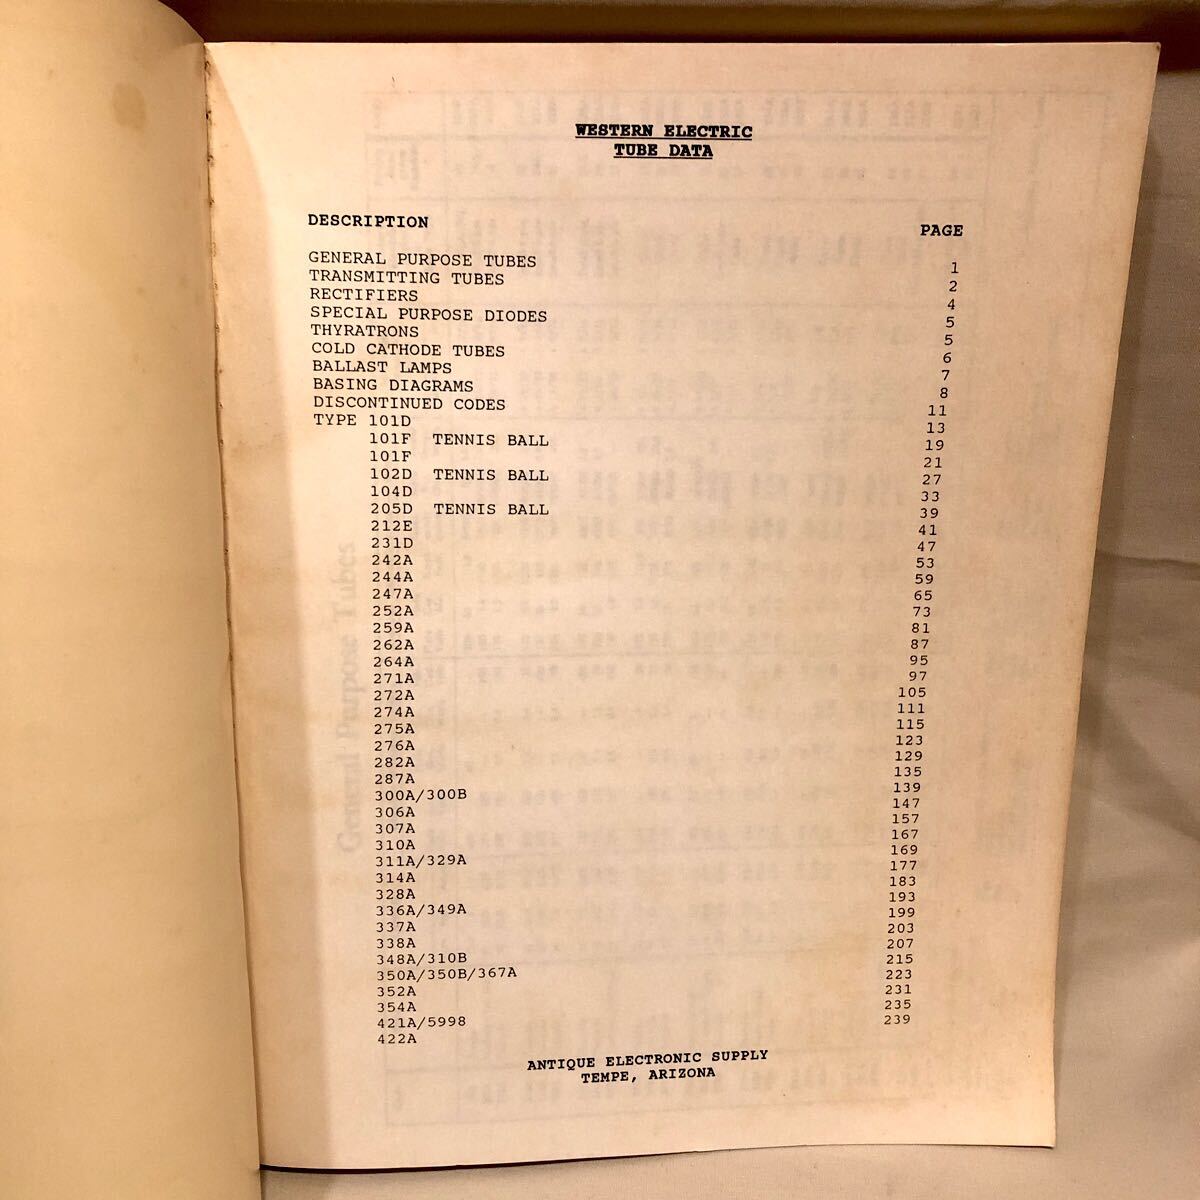 WESTERN ELECTRIC
TUBE DATA
DESCRIPTION PAGE
GENERAL PURPOSE TUBES 1
TRANSMITTING TUBES 2
RECTIFIERS 4
SPECIAL PURPOSE DIODES 5
THYRATRONS 5
COLD CATHODE TUBES 6
BALLAST LAMPS 7
BASING DIAGRAMS 8
DISCONTINUED CODES 11
TYPE 101D 13
101F TENNIS BALL 19
101F 21
102D TENNIS BALL 27
104D 33
205D TENNIS BALL 39
212E 41
231D 47
242A 53
244A 59
247A 65
252A 73
259A 81
262A 87
264A 95
271A 97
272A 105
274A 111
275A 115
276A 123
282A 129
287A 135
300A/300B 139
306A 147
307A 157
310A 167
311A/329A 169
314A 177
328A 183
336A/349A 193
337A 199
338A 203
348A/310B 207
350A/350B/367A 215
352A 223
354A 231
421A/5998 235
422A 239
ANTIQUE ELECTRONIC SUPPLY
TEMPE, ARIZONA
General Purpose Tubes